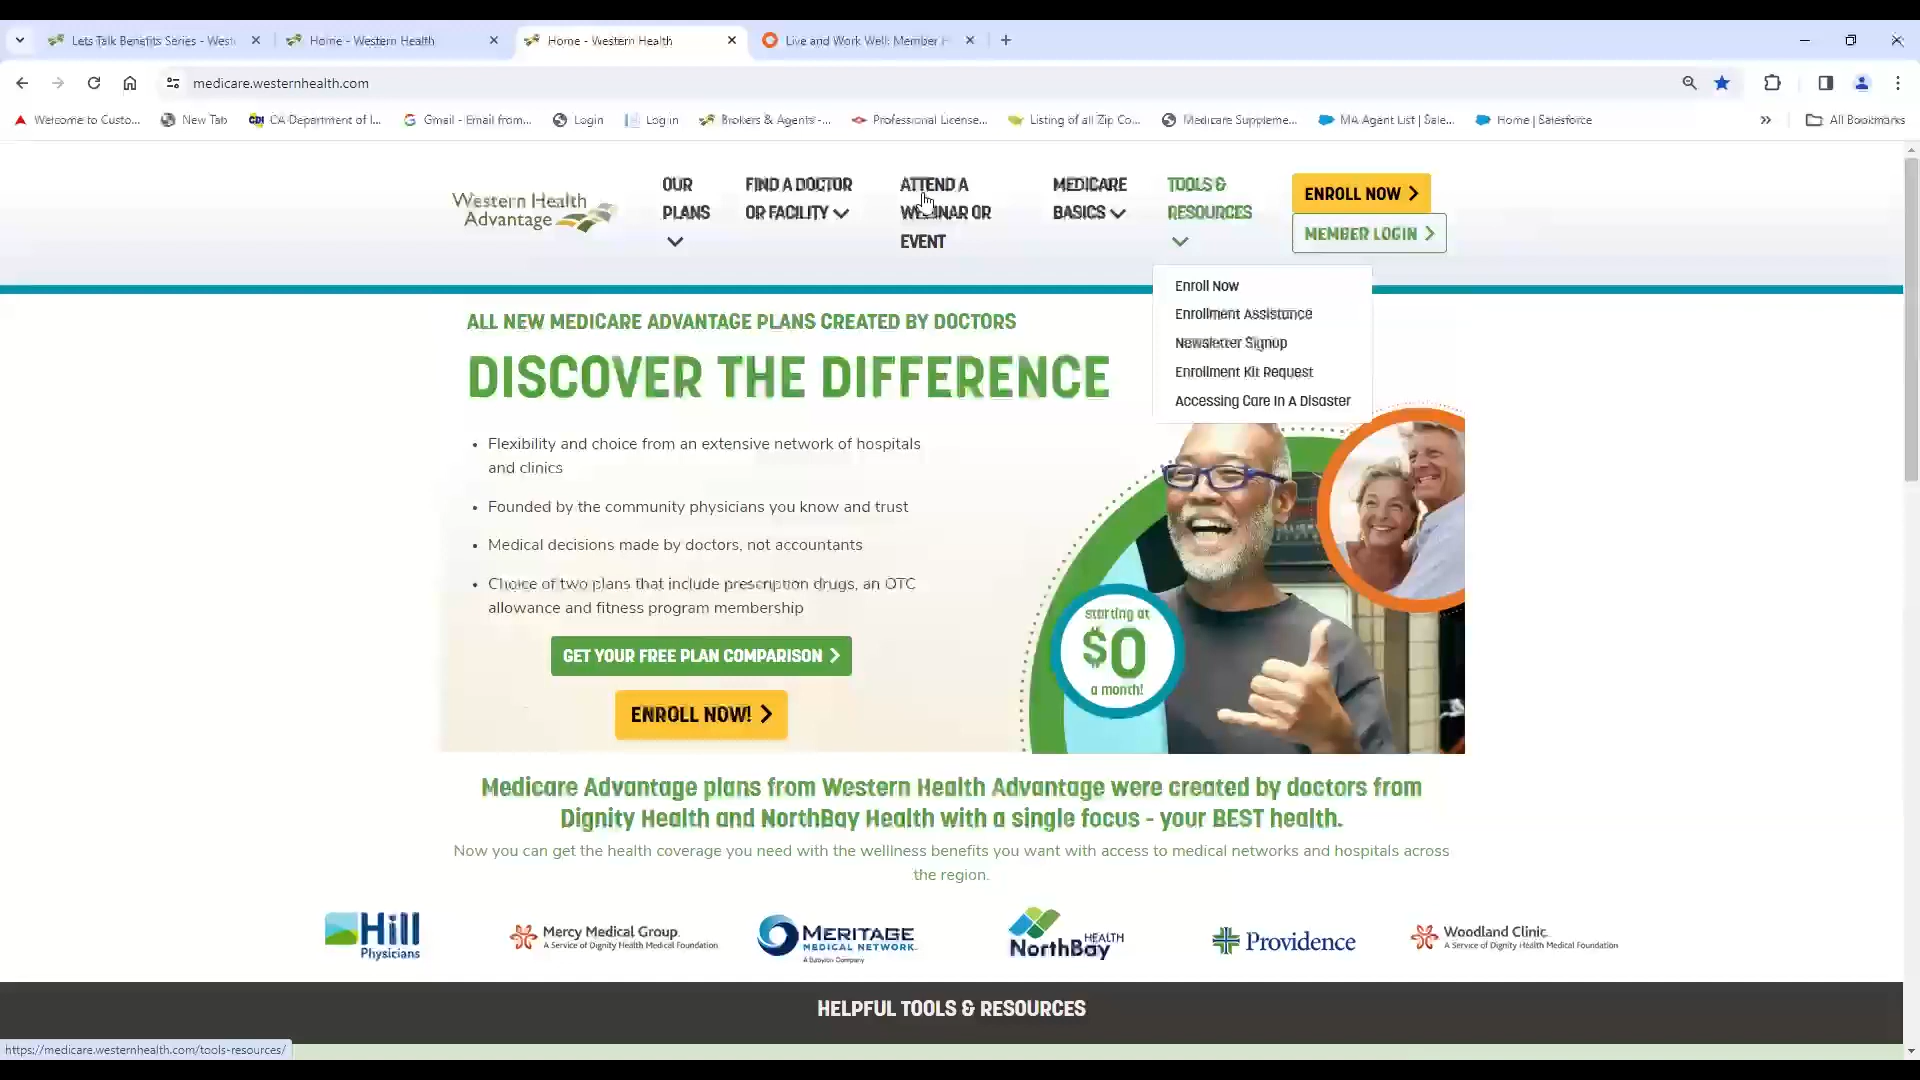 Lets Talk Benefits Series - West
Home - Western Health
Home - Western Health
Live and Work Well: Member H
medicare.westernhealth.com
Welcome to Custo...
New Tab
CA Department of I...
Gmail - Email from...
Login
Log in
Brokers & Agents -...
Professional License...
Listing of all Zip Co...
Medicare Suppleme...
MA Agent List | Sale...
Home | Salesforce
All Bookmarks
Western Health
Advantage
OUR
PLANS
FIND A DOCTOR
OR FACILITY
ATTEND A
WEBINAR OR
EVENT
MEDICARE
BASICS
TOOLS &
RESOURCES
ENROLL NOW
MEMBER LOGIN
Enroll Now
Enrollment Assistance
Newsletter Signup
Enrollment Kit Request
Accessing Care In A Disaster
ALL NEW MEDICARE ADVANTAGE PLANS CREATED BY DOCTORS
DISCOVER THE DIFFERENCE
• Flexibility and choice from an extensive network of hospitals
and clinics
• Founded by the community physicians you know and trust
• Medical decisions made by doctors, not accountants
• Choice of two plans that include prescription drugs, an OTC
allowance and fitness program membership
GET YOUR FREE PLAN COMPARISON
ENROLL NOW!
starting at
$0
a month!
Medicare Advantage plans from Western Health Advantage were created by doctors from
Dignity Health and NorthBay Health with a single focus - your BEST health.
Now you can get the health coverage you need with the wellness benefits you want with access to medical networks and hospitals across
the region.
Hill
Physicians
Mercy Medical Group.
A Service of Dignity Health Medical Foundation
MERITAGE
MEDICAL NETWORK.
A Babylon Company
NorthBay HEALTH
Providence
Woodland Clinic.
A Service of Dignity Health Medical Foundation
HELPFUL TOOLS & RESOURCES
https://medicare.westernhealth.com/tools-resources/